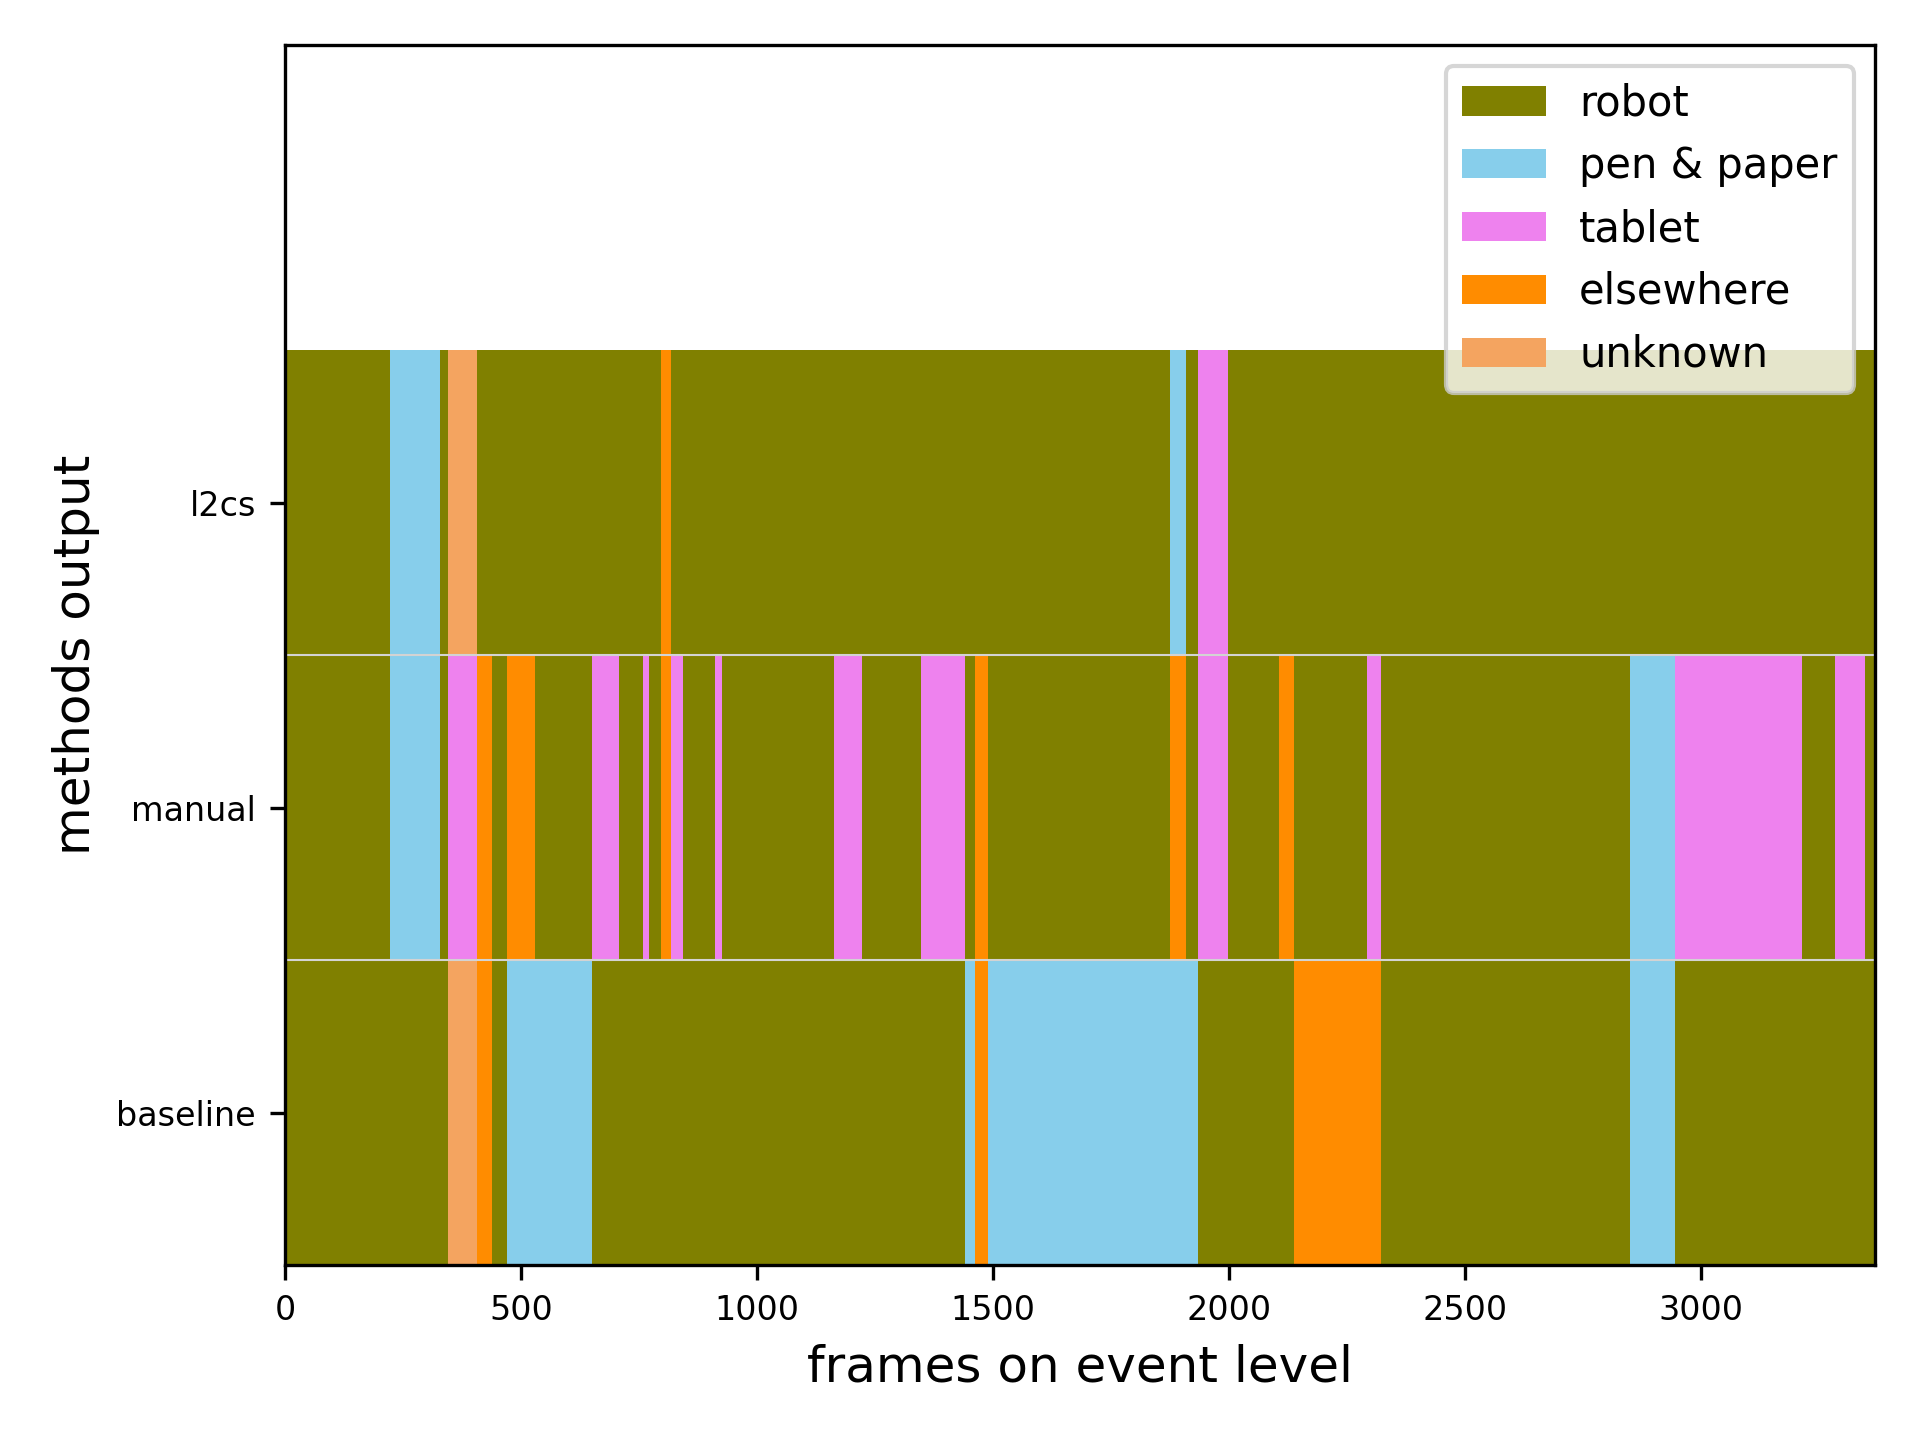 robot
pen & paper
tablet
elsewhere
unknown
methods output
l2cs
manual
baseline
0 500 1000 1500 2000 2500 3000
frames on event level